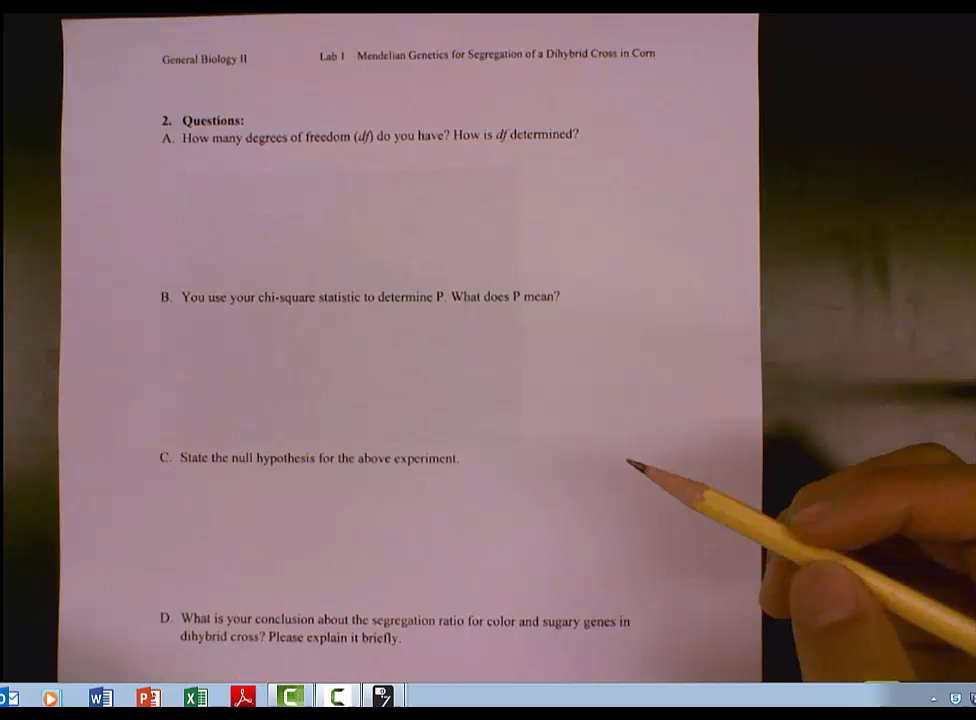 General Biology II
Lab 1 Mendelian Genetics for Segregation of a Dihybrid Cross in Corn
2. Questions:
A. How many degrees of freedom (df) do you have? How is df determined?
B. You use your chi-square statistic to determine P. What does P mean?
C. State the null hypothesis for the above experiment.
D. What is your conclusion about the segregation ratio for color and sugary genes in
dihybrid cross? Please explain it briefly.